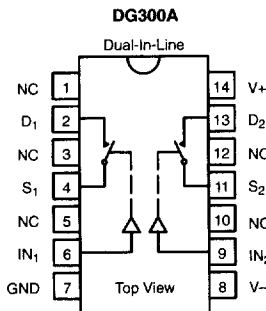 DG300A
Dual-In-Line
NC 1 14 V+
D1 2 13 D2
NC 3 12 NC
S1 4 11 S2
NC 5 10 NC
IN1 6 9 IN2
GND 7 Top View 8 V–